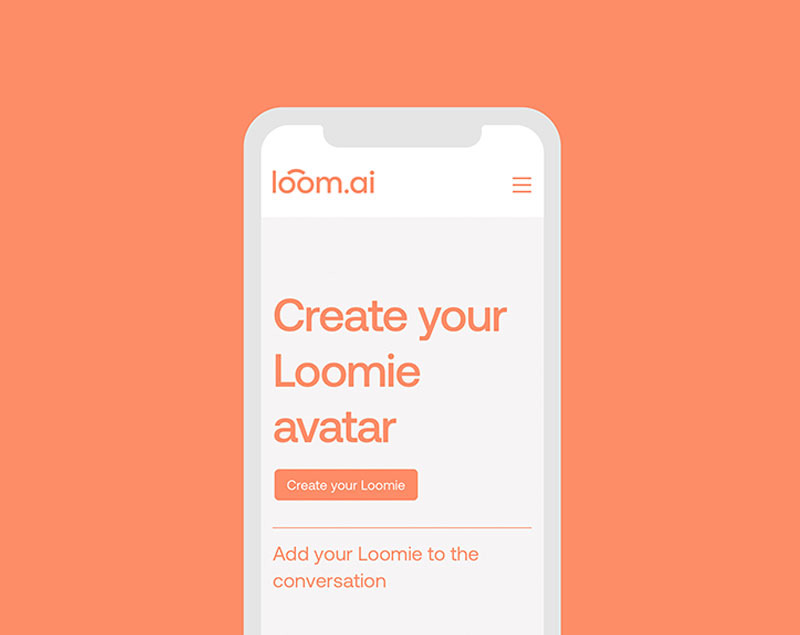 loom.ai
Create your
Loomie
avatar
Create your Loomie
Add your Loomie to the
conversation